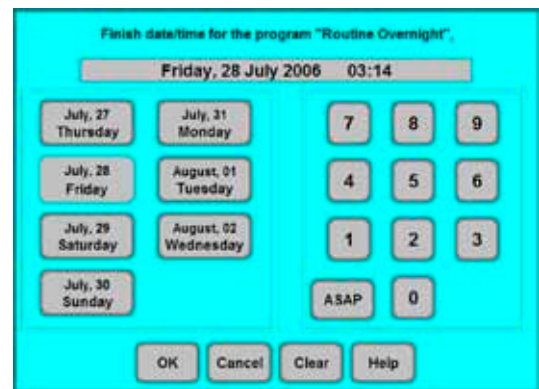 Finish date/time for the program "Routine Overnight",
Friday, 28 July 2006 03:14
July, 27
Thursday
July, 31
Monday
July, 28
Friday
August, 01
Tuesday
July, 29
Saturday
August, 02
Wednesday
July, 30
Sunday
7 8 9
4 5 6
1 2 3
ASAP 0
OK Cancel Clear Help